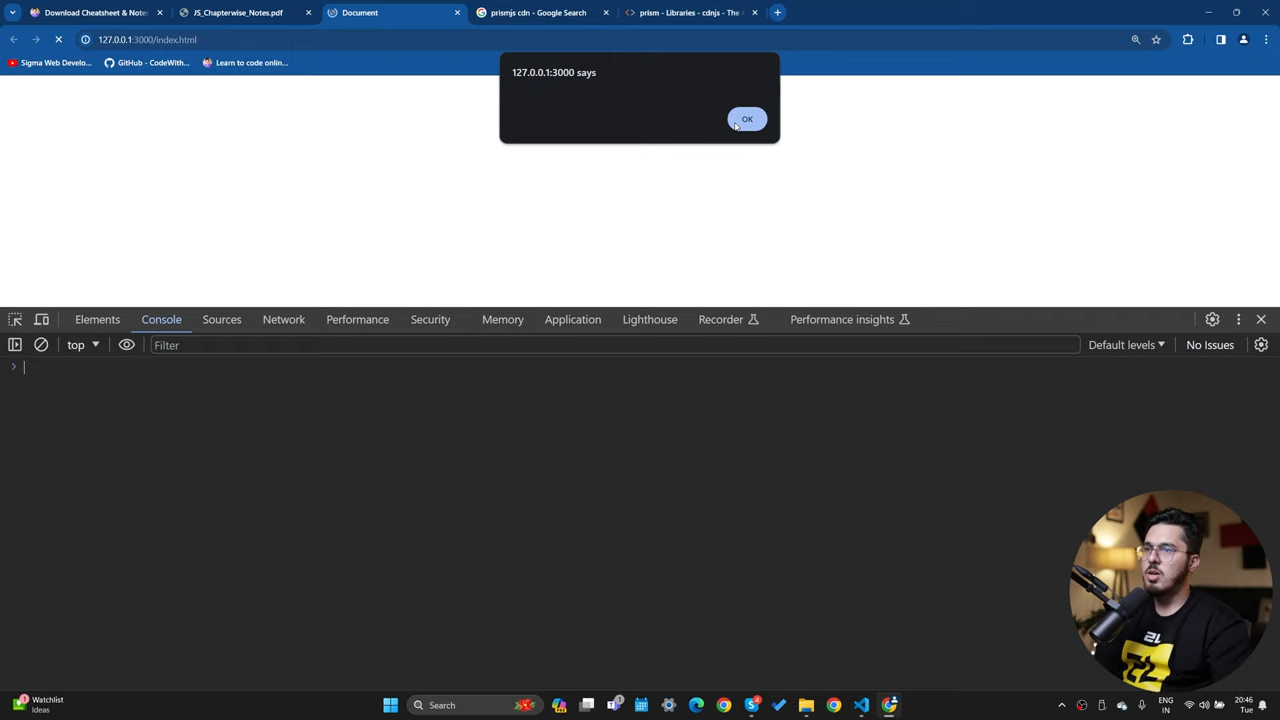 Download Cheatsheet & Notes
JS_Chapterwise_Notes.pdf
Document
prismjs cdn - Google Search
prism - Libraries - cdnjs - The
127.0.0.1:3000/index.html
Sigma Web Develo...
GitHub - CodeWith...
Learn to code online...
127.0.0.1:3000 says
OK
Elements
Console
Sources
Network
Performance
Security
Memory
Application
Lighthouse
Recorder
Performance insights
top
Filter
Default levels
No Issues
Watchlist
Ideas
Search
ENG
IN
20:46
Tue